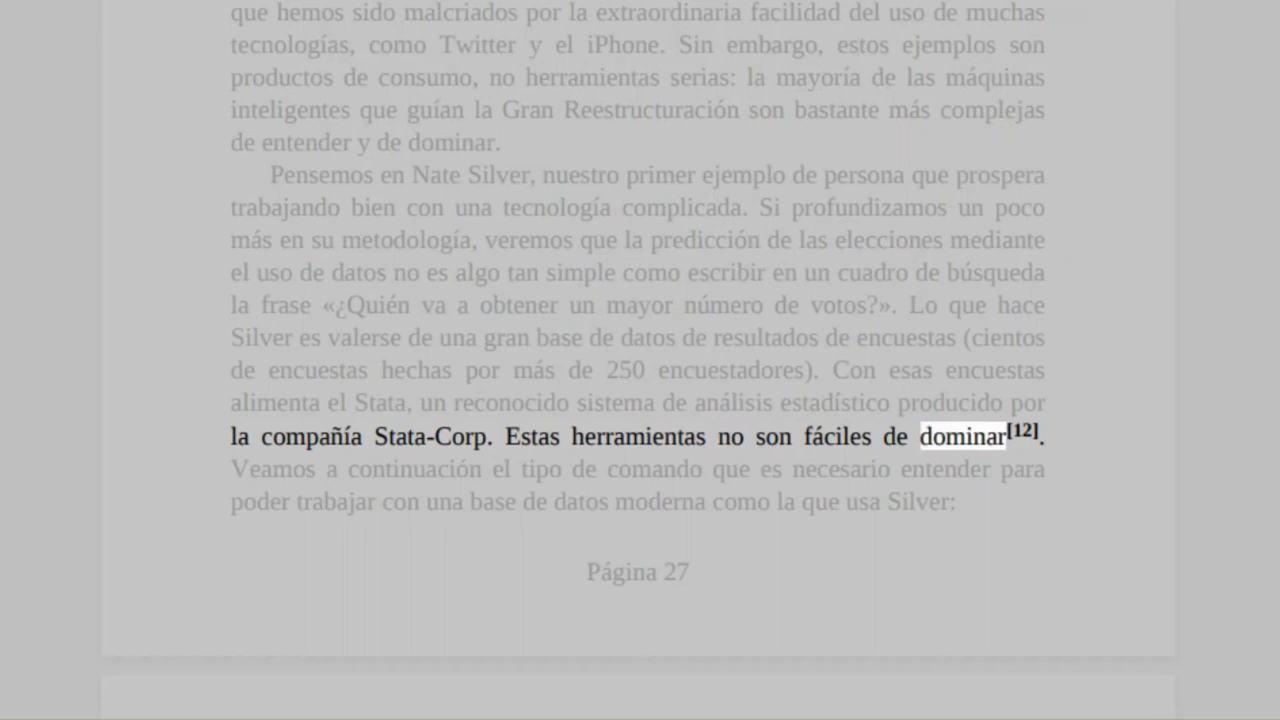 que hemos sido malcriados por la extraordinaria facilidad del uso de muchas
tecnologías, como Twitter y el iPhone. Sin embargo, estos ejemplos son
productos de consumo, no herramientas serias: la mayoría de las máquinas
inteligentes que guían la Gran Reestructuración son bastante más complejas
de entender y de dominar.
Pensemos en Nate Silver, nuestro primer ejemplo de persona que prospera
trabajando bien con una tecnología complicada. Si profundizamos un poco
más en su metodología, veremos que la predicción de las elecciones mediante
el uso de datos no es algo tan simple como escribir en un cuadro de búsqueda
la frase «¿Quién va a obtener un mayor número de votos?». Lo que hace
Silver es valerse de una gran base de datos de resultados de encuestas (cientos
de encuestas hechas por más de 250 encuestadores). Con esas encuestas
alimenta el Stata, un reconocido sistema de análisis estadístico producido por
la compañía Stata-Corp. Estas herramientas no son fáciles de dominar[12].
Veamos a continuación el tipo de comando que es necesario entender para
poder trabajar con una base de datos moderna como la que usa Silver:
Página 27